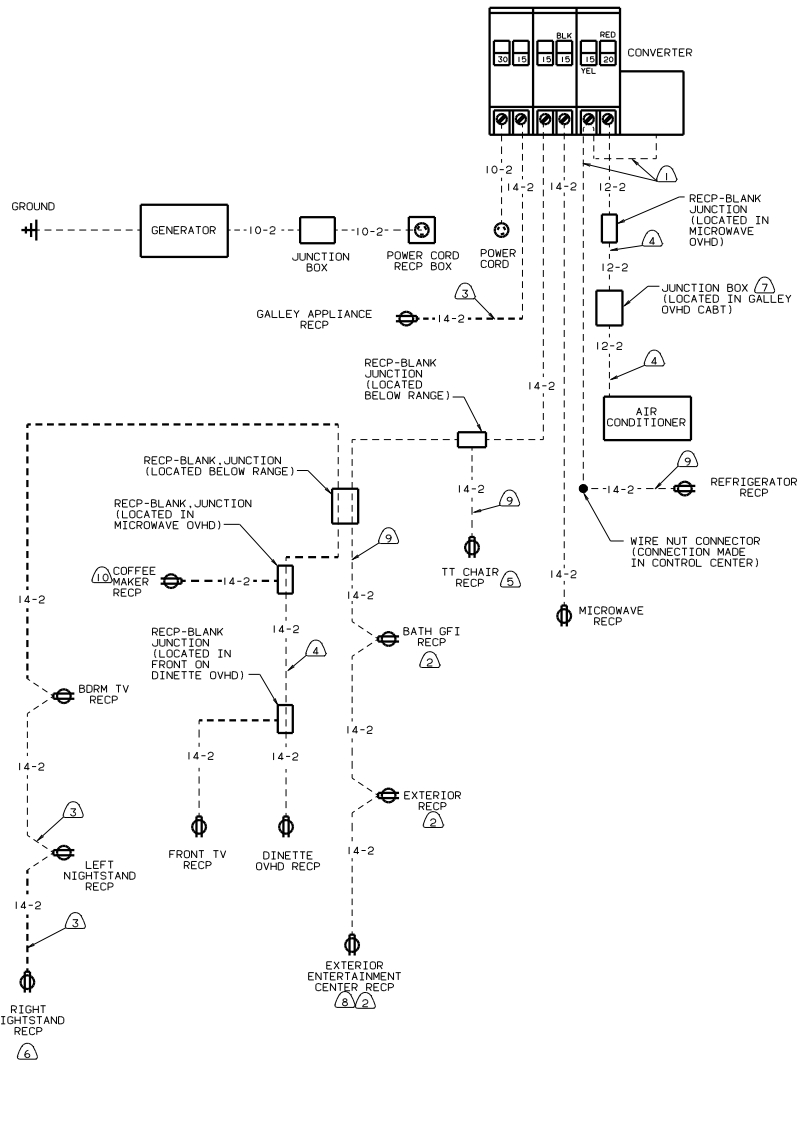 BLK
RED
30
15
15
15
15
20
YEL
CONVERTER
10-2
14-2
14-2
12-2
1
GROUND
GENERATOR
10-2
JUNCTION
BOX
10-2
POWER CORD
RECP BOX
POWER
CORD
RECP-BLANK
JUNCTION
(LOCATED IN
MICROWAVE
OVHD)
4
12-2
JUNCTION BOX 7
(LOCATED IN GALLEY
OVHD CABT)
3
GALLEY APPLIANCE
RECP
14-2
12-2
4
AIR
CONDITIONER
RECP-BLANK
JUNCTION
(LOCATED
BELOW RANGE)
14-2
RECP-BLANK JUNCTION
(LOCATED BELOW RANGE)
14-2
9
9
14-2
REFRIGERATOR
RECP
RECP-BLANK JUNCTION
(LOCATED IN
MICROWAVE OVHD)
9
WIRE NUT CONNECTOR
(CONNECTION MADE
IN CONTROL CENTER)
10 COFFEE
MAKER
RECP
14-2
TT CHAIR
RECP
5
14-2
14-2
14-2
MICROWAVE
RECP
14-2
RECP-BLANK
JUNCTION
(LOCATED IN
FRONT ON
DINETTE OVHD)
4
BATH GFI
RECP
2
BDRM TV
RECP
14-2
14-2
14-2
14-2
EXTERIOR
RECP
2
3
FRONT TV
RECP
DINETTE
OVHD RECP
14-2
LEFT
NIGHTSTAND
RECP
14-2
3
EXTERIOR
ENTERTAINMENT
CENTER RECP
8 2
RIGHT
IGHTSTAND
RECP
6